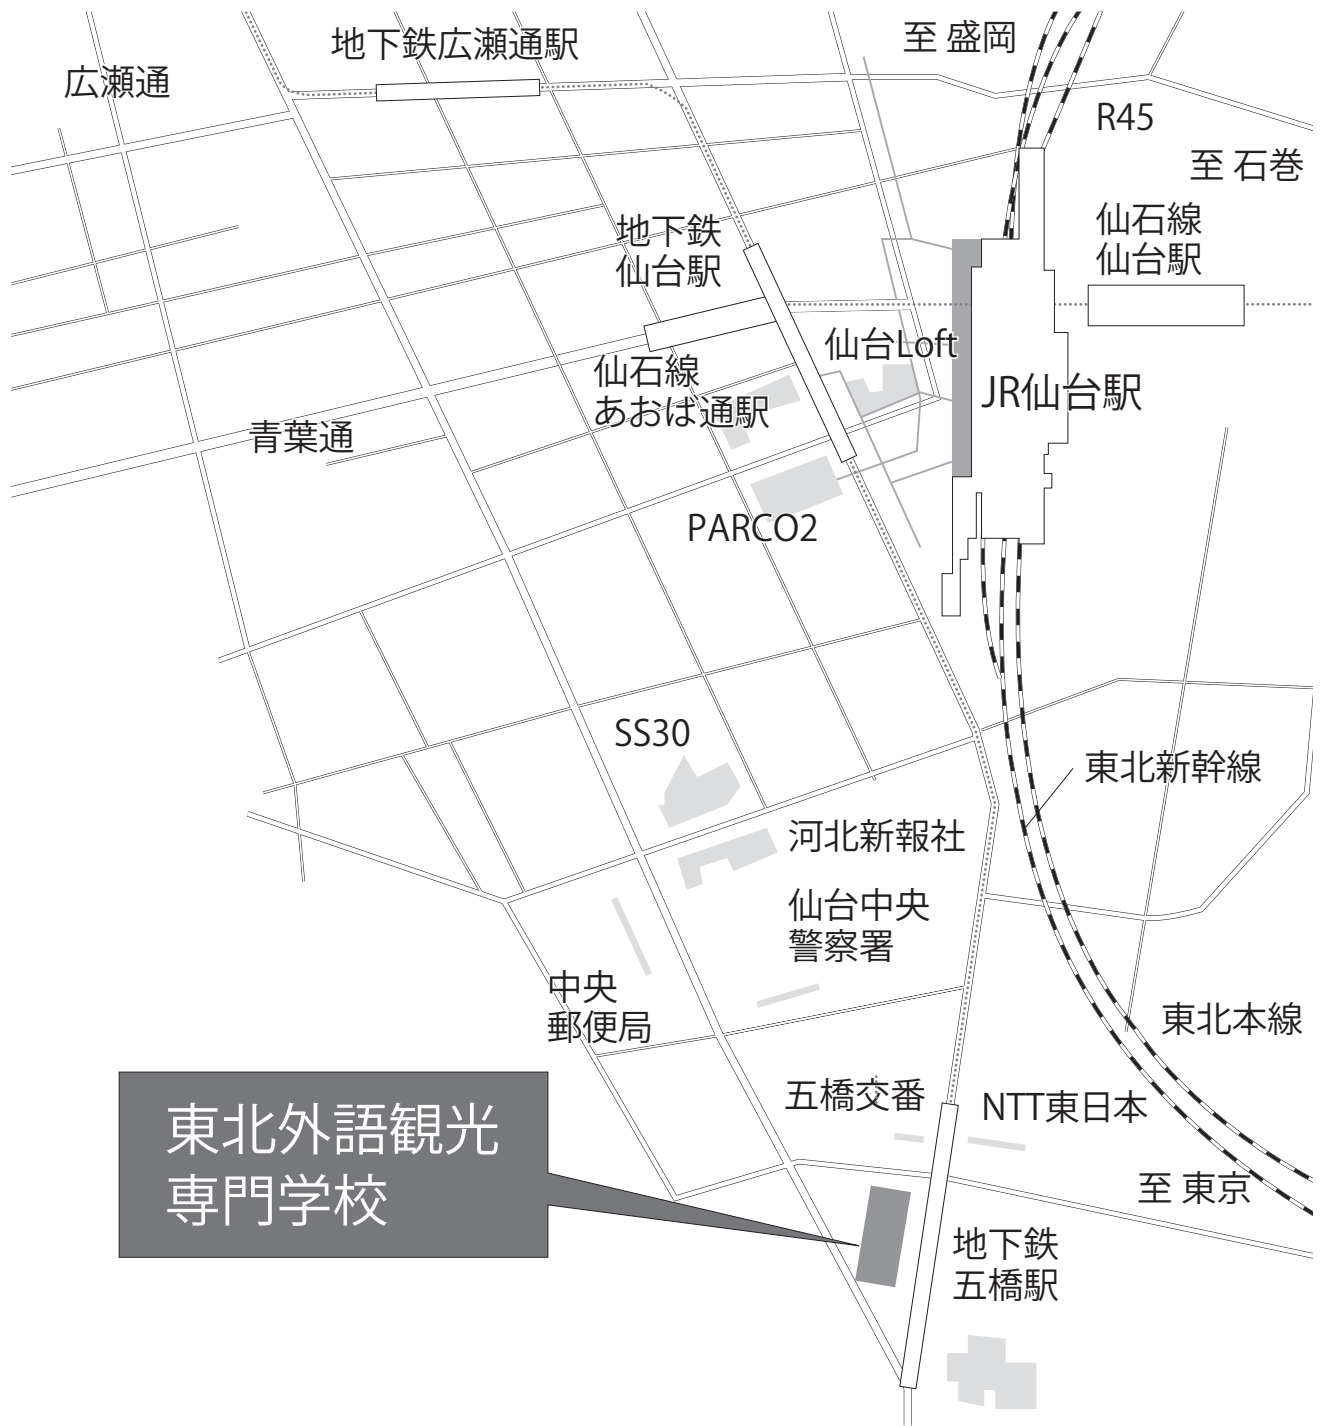 地下鉄広瀬通駅
至 盛岡
広瀬通
R45
至 石巻
地下鉄
仙台駅
仙石線
仙台駅
仙台Loft
仙石線
あおば通駅
JR仙台駅
青葉通
PARCO2
SS30
東北新幹線
河北新報社
仙台中央
警察署
中央
郵便局
東北本線
五橋交番
NTT東日本
東北外語観光
専門学校
至 東京
地下鉄
五橋駅